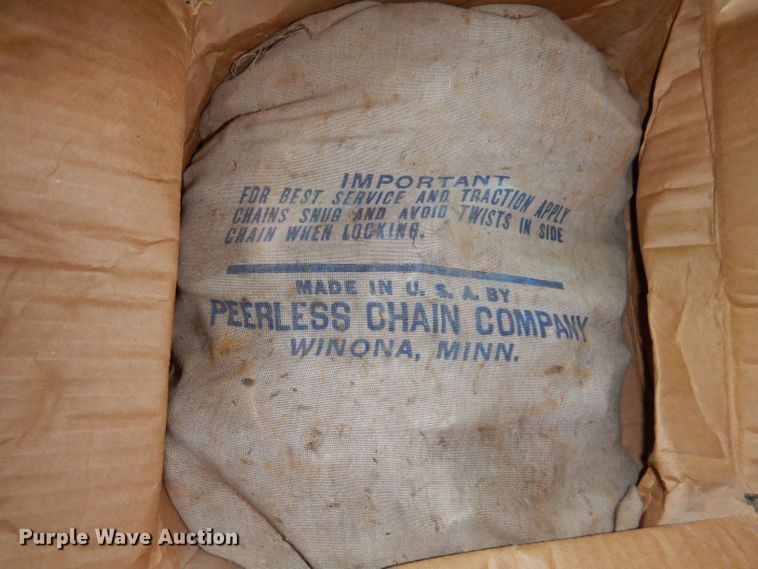 IMPORTANT
FOR BEST SERVICE AND TRACTION APPLY
CHAINS SNUG AND AVOID TWISTS IN SIDE
CHAIN WHEN LOCKING.
MADE IN U. S. A. BY
PEERLESS CHAIN COMPANY
WINONA, MINN.
Purple Wave Auction